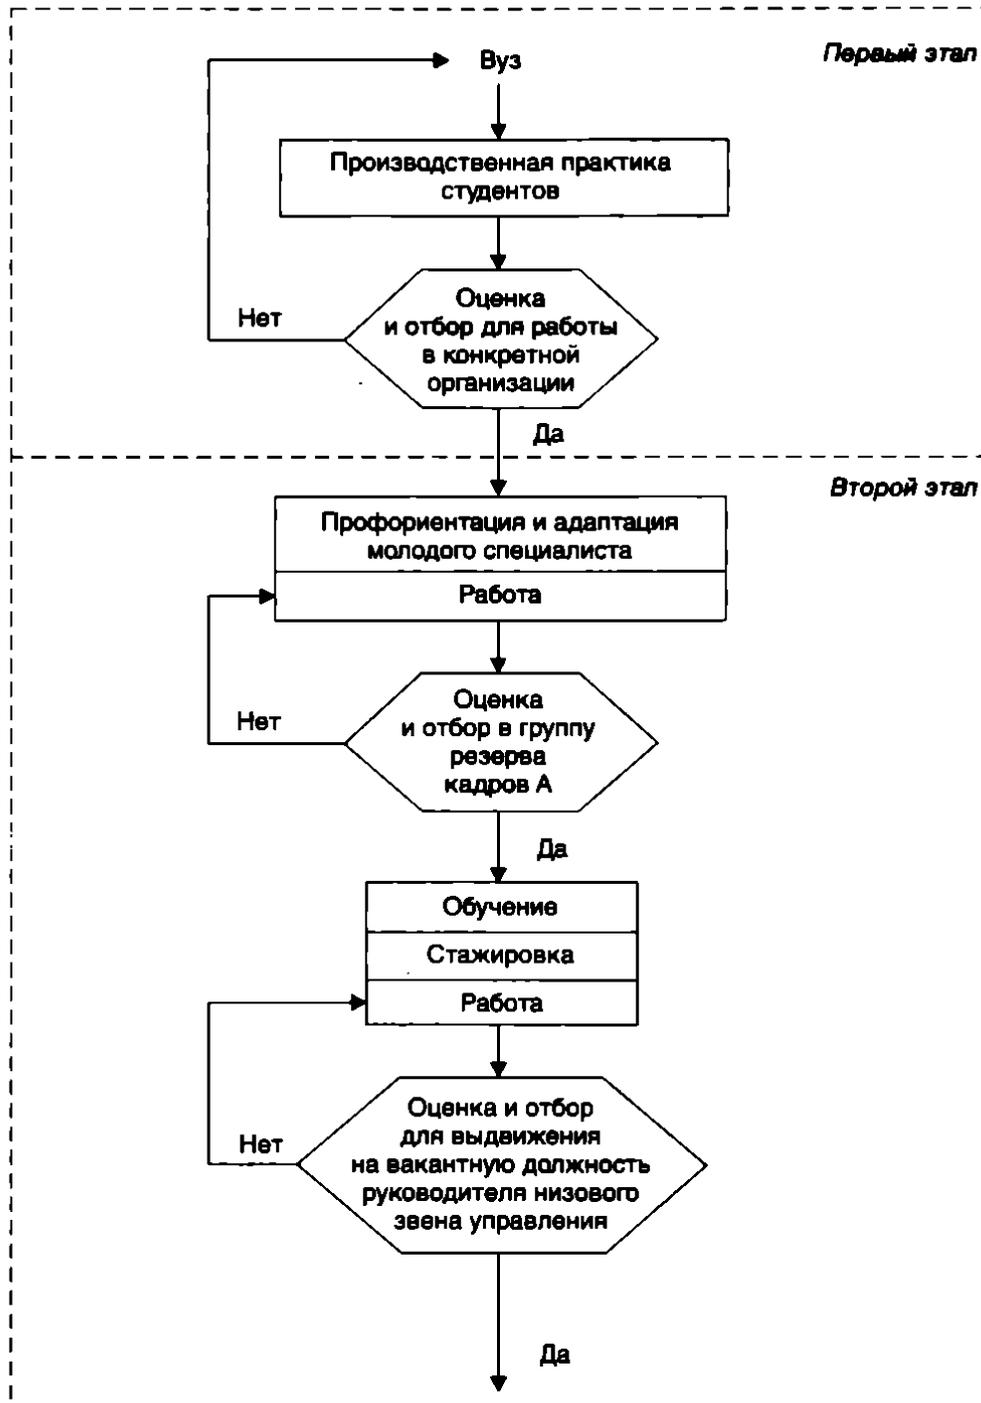 Вуз
Первый этап
Производственная практика
студентов
Оценка
и отбор для работы
в конкретной
организации
Нет
Да
Второй этап
Профориентация и адаптация
молодого специалиста
Работа
Оценка
и отбор в группу
резерва
кадров А
Нет
Да
Обучение
Стажировка
Работа
Оценка и отбор
для выдвижения
на вакантную должность
руководителя низового
звена управления
Нет
Да